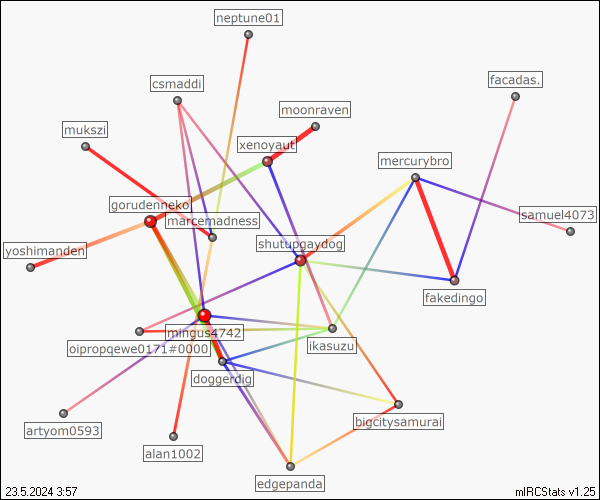 neptune01
facadas.
csmaddi
moonraven
mukszi
xenoyaut
mercurybro
gorudenneko
marcemadness
samuel4073
shutupgaydog
yoshimanden
fakedingo
mingus4742
ikasuzu
oipropqewe0171#0000
doggerdig
bigcitysamurai
artyom0593
alan1002
edgepanda
23.5.2024 3:57
mIRCStats v1.25